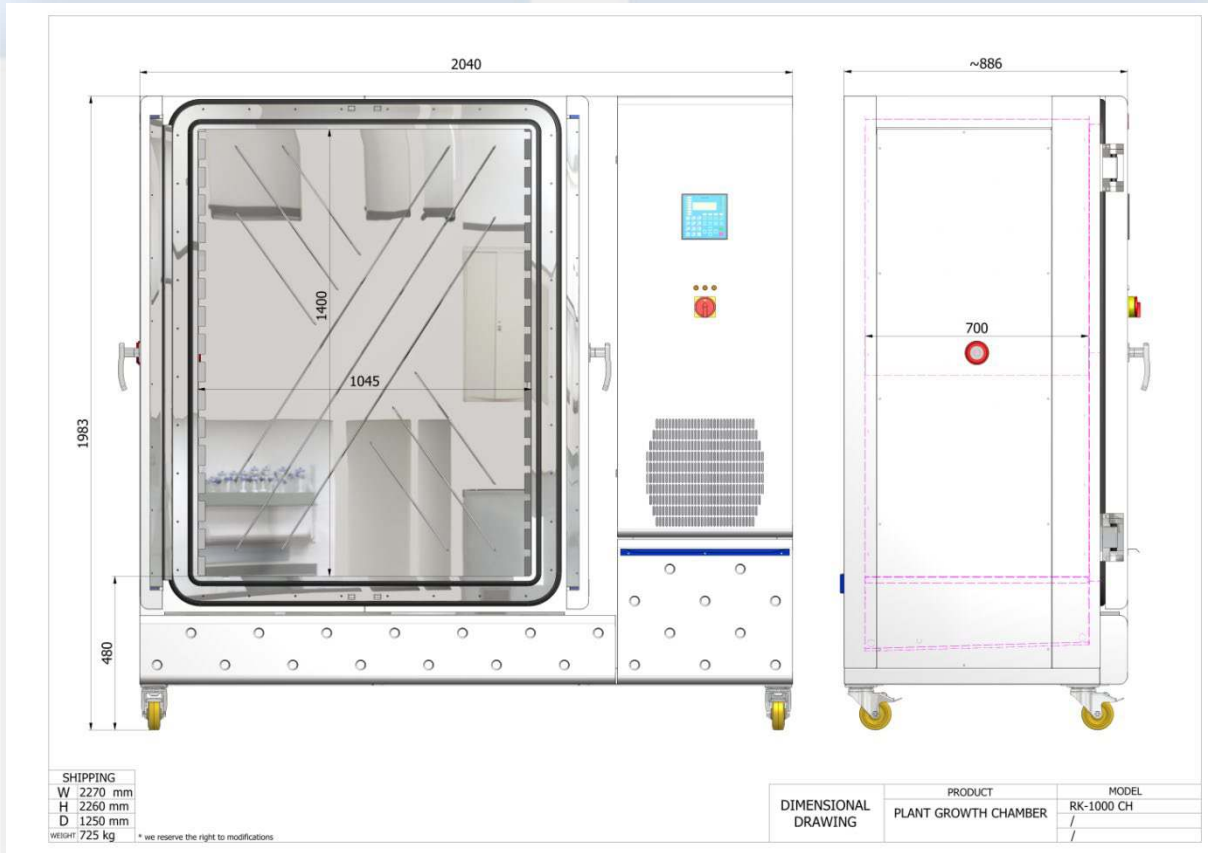 2040
~886
1400
700
1045
1983
480
SHIPPING
W 2270 mm
H 2260 mm
D 1250 mm
WEIGHT 725 kg
* we reserve the right to modifications
DIMENSIONAL
DRAWING
PRODUCT
PLANT GROWTH CHAMBER
MODEL
RK-1000 CH
/
/